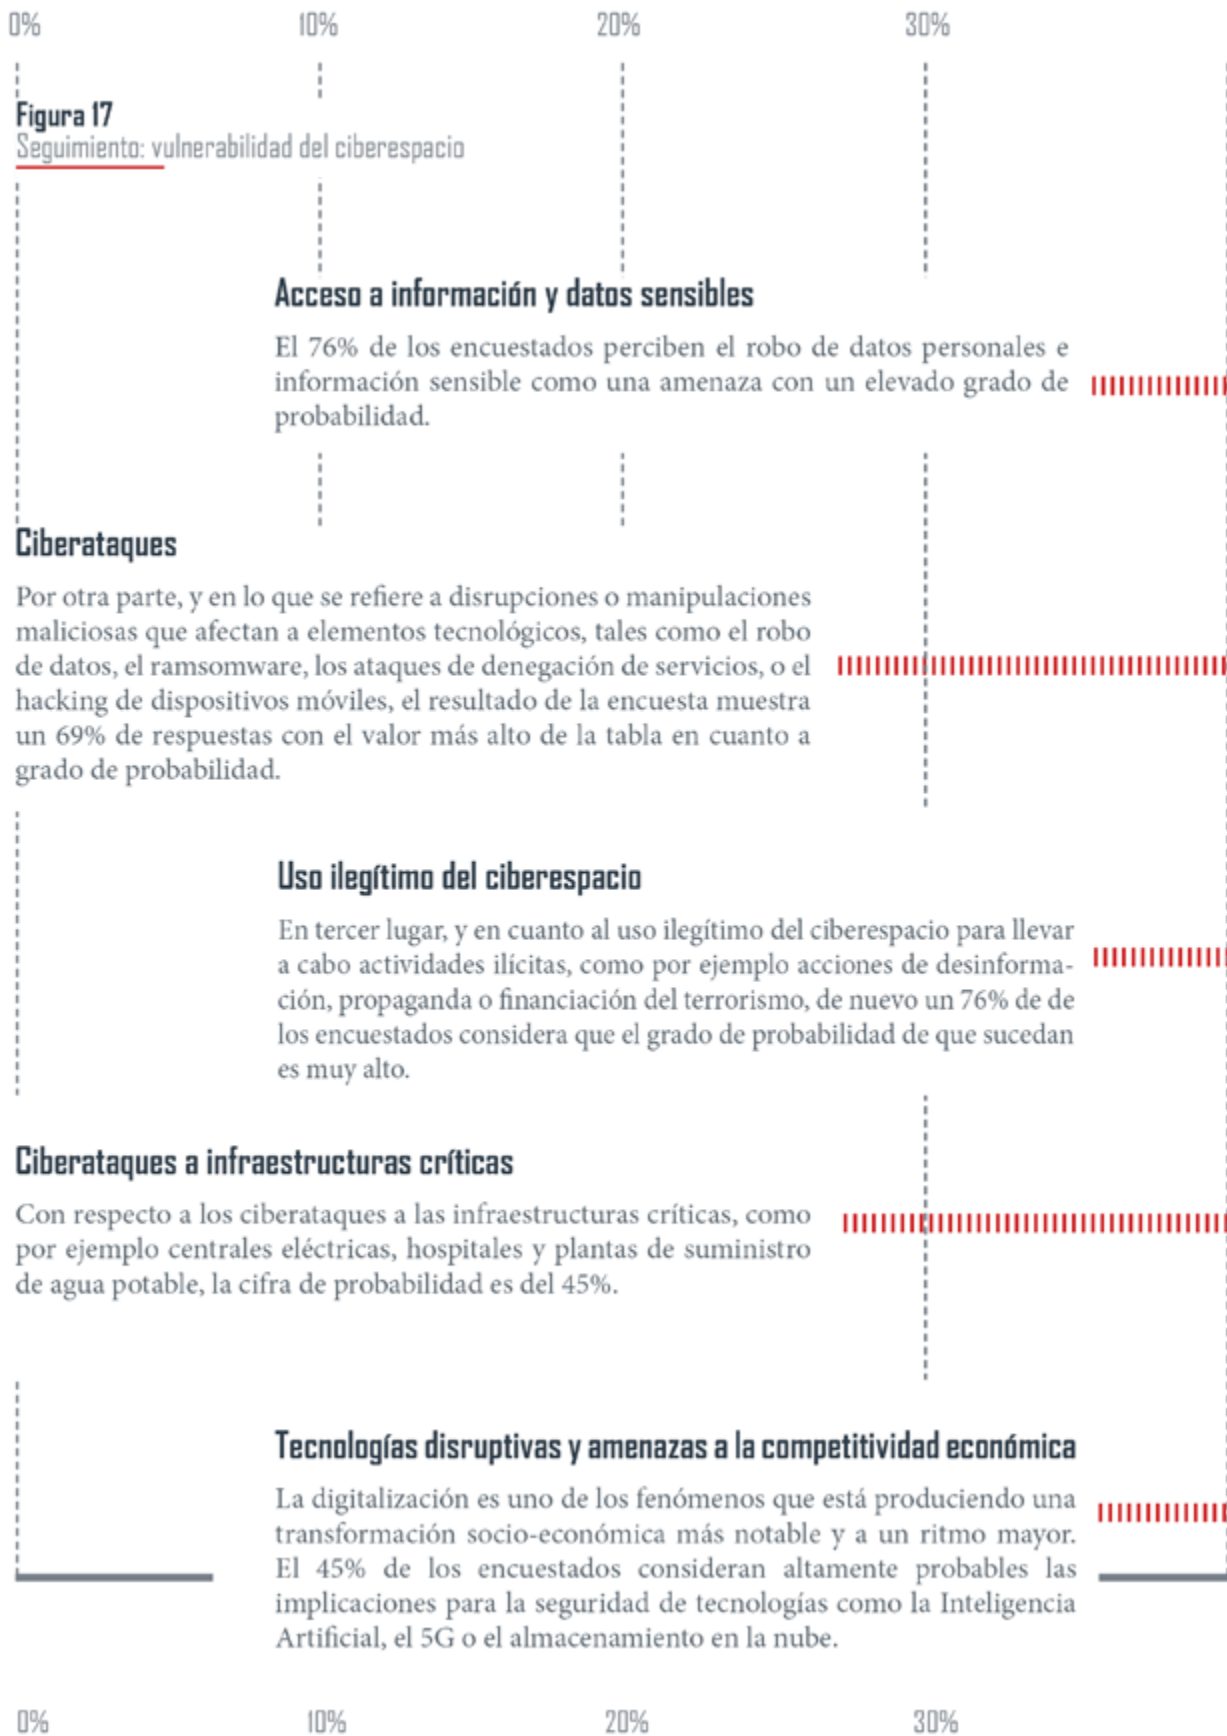 0% 10% 20% 30%
Figura 17
Seguimiento: vulnerabilidad del ciberespacio
Acceso a información y datos sensibles
El 76% de los encuestados perciben el robo de datos personales e
información sensible como una amenaza con un elevado grado de
probabilidad.
Ciberataques
Por otra parte, y en lo que se refiere a disrupciones o manipulaciones
maliciosas que afectan a elementos tecnológicos, tales como el robo
de datos, el ramsomware, los ataques de denegación de servicios, o el
hacking de dispositivos móviles, el resultado de la encuesta muestra
un 69% de respuestas con el valor más alto de la tabla en cuanto a
grado de probabilidad.
Uso ilegítimo del ciberespacio
En tercer lugar, y en cuanto al uso ilegítimo del ciberespacio para llevar
a cabo actividades ilícitas, como por ejemplo acciones de desinforma-
ción, propaganda o financiación del terrorismo, de nuevo un 76% de de
los encuestados considera que el grado de probabilidad de que sucedan
es muy alto.
Ciberataques a infraestructuras críticas
Con respecto a los ciberataques a las infraestructuras críticas, como
por ejemplo centrales eléctricas, hospitales y plantas de suministro
de agua potable, la cifra de probabilidad es del 45%.
Tecnologías disruptivas y amenazas a la competitividad económica
La digitalización es uno de los fenómenos que está produciendo una
transformación socio-económica más notable y a un ritmo mayor.
El 45% de los encuestados consideran altamente probables las
implicaciones para la seguridad de tecnologías como la Inteligencia
Artificial, el 5G o el almacenamiento en la nube.
0% 10% 20% 30%